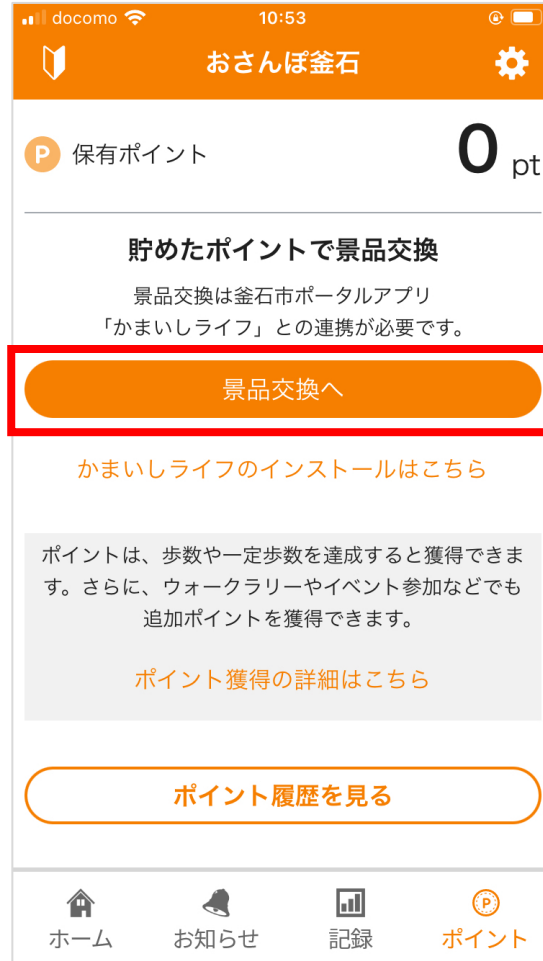 docomo 10:53
おさんぽ釜石
P 保有ポイント 0 pt
貯めたポイントで景品交換
景品交換は釜石市ポータルアプリ
「かまいしライフ」との連携が必要です。
景品交換へ
かまいしライフのインストールはこちら
ポイントは、歩数や一定歩数を達成すると獲得できま
す。さらに、ウォークラリーやイベント参加などでも
追加ポイントを獲得できます。
ポイント獲得の詳細はこちら
ポイント履歴を見る
P
ホーム お知らせ 記録 ポイント